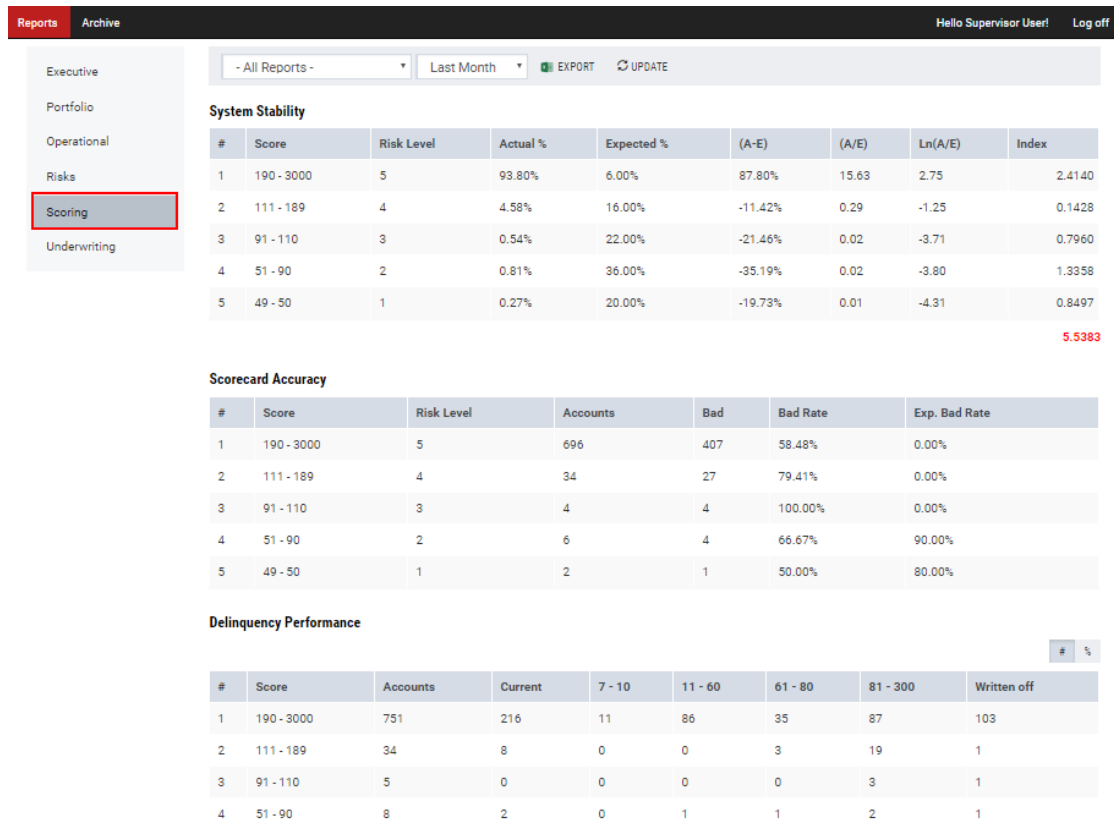 Reports Archive Hello Supervisor User! Log off
Executive
Portfolio
Operational
Risks
Scoring
Underwriting
- All Reports - Last Month EXPORT UPDATE
System Stability
# Score Risk Level Actual % Expected % (A-E) (A/E) Ln(A/E) Index
1 190 - 3000 5 93.80% 6.00% 87.80% 15.63 2.75 2.4140
2 111 - 189 4 4.58% 16.00% -11.42% 0.29 -1.25 0.1428
3 91 - 110 3 0.54% 22.00% -21.46% 0.02 -3.71 0.7960
4 51 - 90 2 0.81% 36.00% -35.19% 0.02 -3.80 1.3358
5 49 - 50 1 0.27% 20.00% -19.73% 0.01 -4.31 0.8497
5.5383
Scorecard Accuracy
# Score Risk Level Accounts Bad Bad Rate Exp. Bad Rate
1 190 - 3000 5 696 407 58.48% 0.00%
2 111 - 189 4 34 27 79.41% 0.00%
3 91 - 110 3 4 4 100.00% 0.00%
4 51 - 90 2 6 4 66.67% 90.00%
5 49 - 50 1 2 1 50.00% 80.00%
Delinquency Performance
# %
# Score Accounts Current 7 - 10 11 - 60 61 - 80 81 - 300 Written off
1 190 - 3000 751 216 11 86 35 87 103
2 111 - 189 34 8 0 0 3 19 1
3 91 - 110 5 0 0 0 0 3 1
4 51 - 90 8 2 0 1 1 2 1